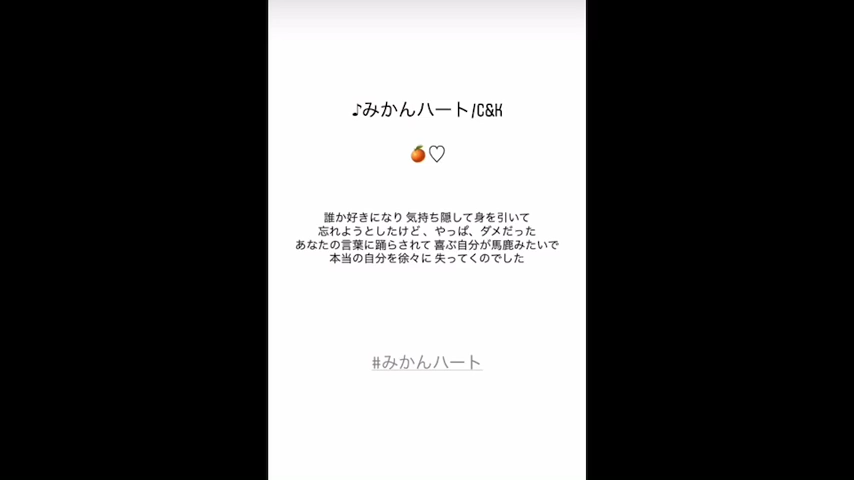 ♪みかんハート/C&K
🍊♡
誰か好きになり 気持ち隠して身を引いて
忘れようとしたけど 、やっぱ、ダメだった
あなたの言葉に踊らされて 喜ぶ自分が馬鹿みたいで
本当の自分を徐々に 失ってくのでした
#みかんハート